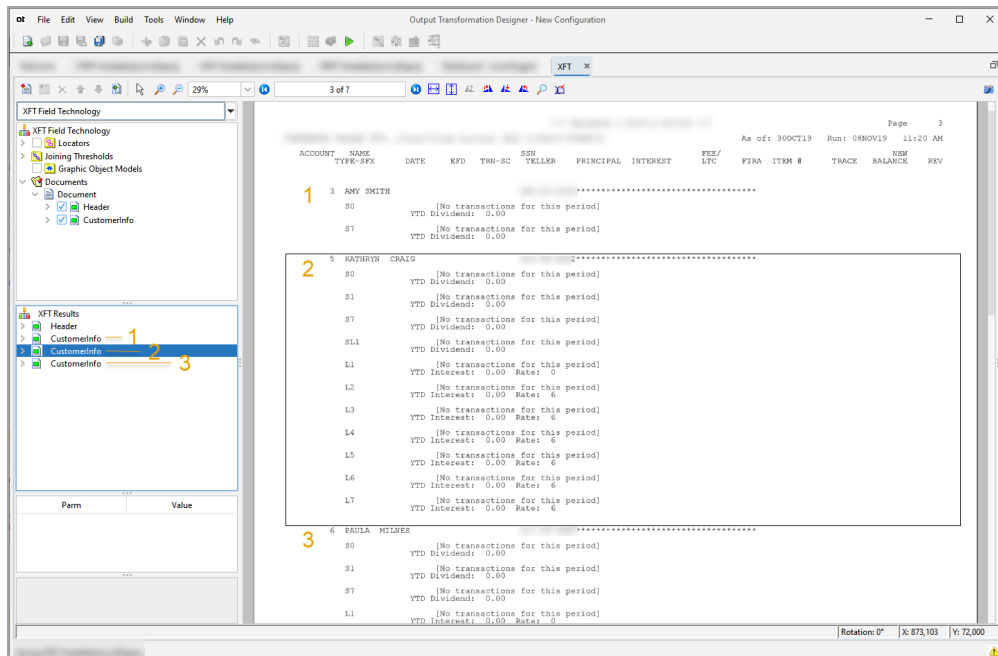 ot File Edit View Build Tools Window Help Output Transformation Designer - New Configuration
XFT ×
29% 3 of ?
XFT Field Technology
XFT Field Technology
Locators
Joining Thresholds
Graphic Object Models
Documents
Document
Header
CustomerInfo
XFT Results
Header
CustomerInfo 1
CustomerInfo 2
CustomerInfo 3
Parm Value
Page 3
As of: 30OCT19 Run: 08NOV19 11:20 AM
ACCOUNT NAME SSN FEE/ NEW
TYPE-SFX DATE EFD TRN-SC TELLER PRINCIPAL INTEREST LTC FIRA ITEM # TRACE BALANCE REV
1 3 AMY SMITH ************************************
S0 [No transactions for this period]
YTD Dividend: 0.00
S7 [No transactions for this period]
YTD Dividend: 0.00
2 5 KATHRYN CRAIG 2************************************
S0 [No transactions for this period]
YTD Dividend: 0.00
S1 [No transactions for this period]
YTD Dividend: 0.00
S7 [No transactions for this period]
YTD Dividend: 0.00
SL1 [No transactions for this period]
YTD Dividend: 0.00
L1 [No transactions for this period]
YTD Interest: 0.00 Rate: 0
L2 [No transactions for this period]
YTD Interest: 0.00 Rate: 6
L3 [No transactions for this period]
YTD Interest: 0.00 Rate: 6
L4 [No transactions for this period]
YTD Interest: 0.00 Rate: 6
L5 [No transactions for this period]
YTD Interest: 0.00 Rate: 6
L6 [No transactions for this period]
YTD Interest: 0.00 Rate: 6
L7 [No transactions for this period]
YTD Interest: 0.00 Rate: 6
3 6 PAULA MILNES ************************************
S0 [No transactions for this period]
YTD Dividend: 0.00
S1 [No transactions for this period]
YTD Dividend: 0.00
S7 [No transactions for this period]
YTD Dividend: 0.00
L1 [No transactions for this period]
YTD Interest: 0.00 Rate: 0
Rotation: 0° X: 873,103 Y: 72,000